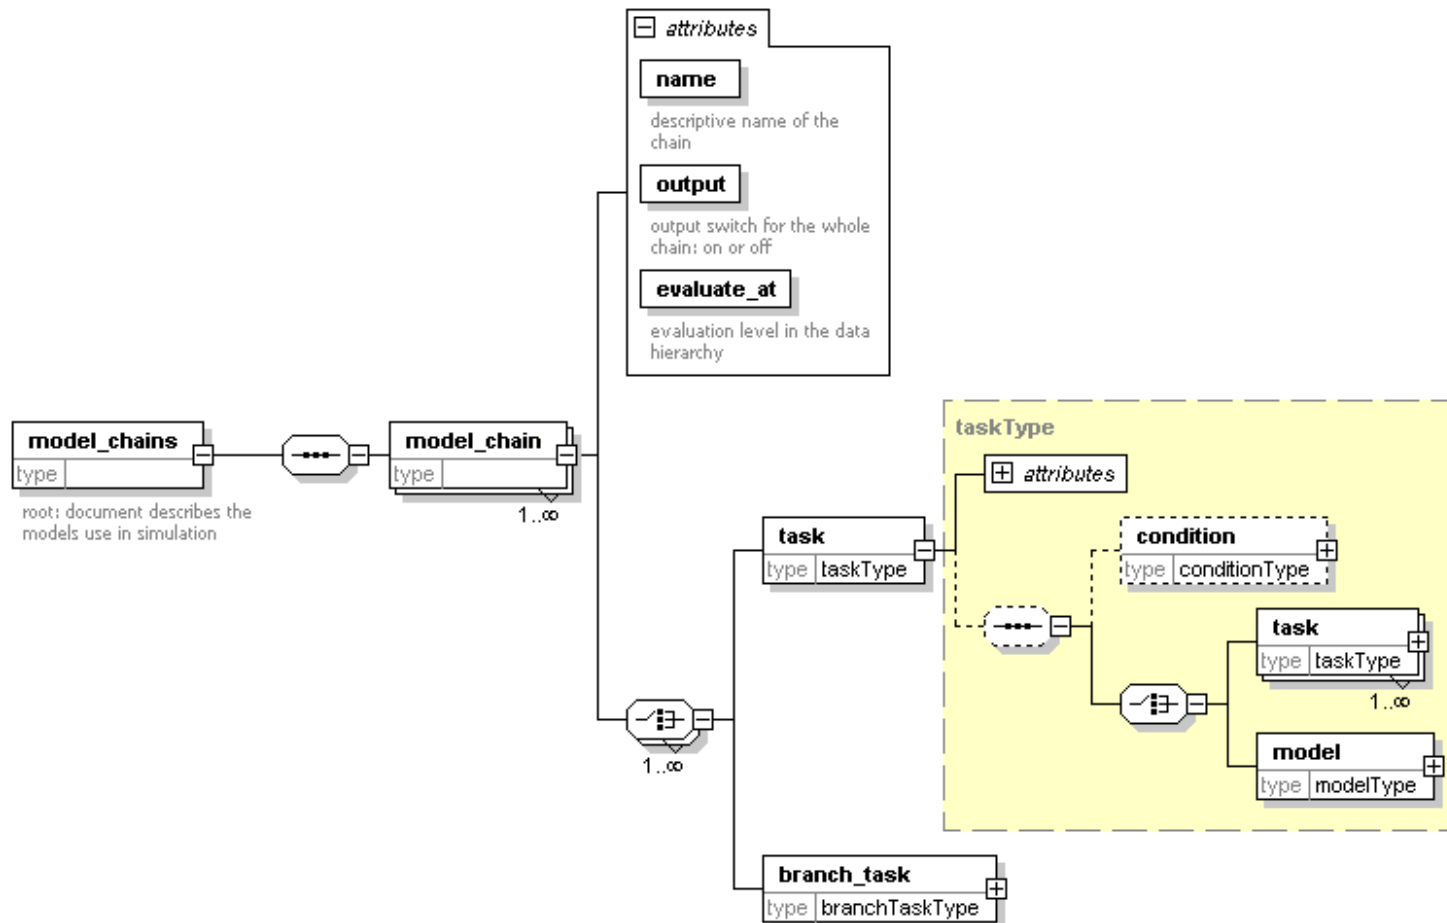 attributes
name
descriptive name of the
chain
output
output switch for the whole
chain: on or off
evaluate_at
evaluation level in the data
hierarchy
model_chains
type
root: document describes the
models use in simulation
model_chain
type
1..∞
taskType
attributes
task
type taskType
condition
type conditionType
task
type taskType
1..∞
model
type modelType
1..∞
branch_task
type branchTaskType